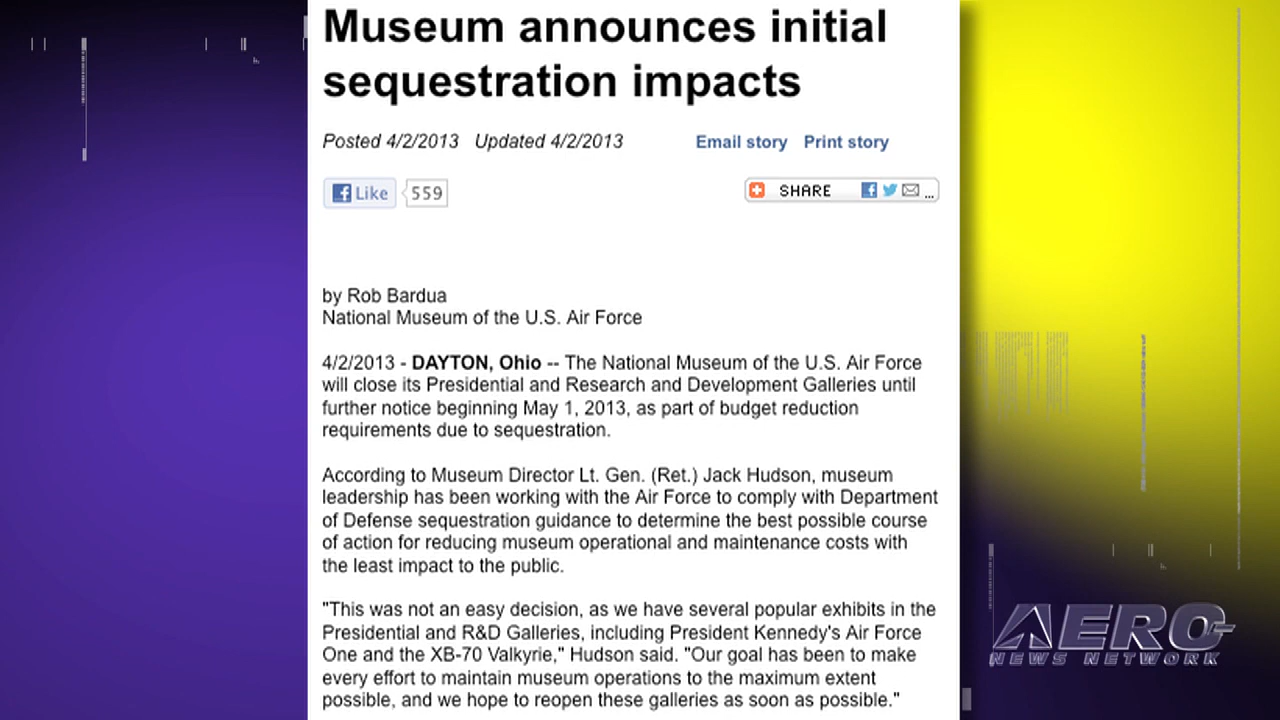 Museum announces initial
sequestration impacts
Posted 4/2/2013 Updated 4/2/2013 Email story Print story
Like 559 SHARE ...
by Rob Bardua
National Museum of the U.S. Air Force
4/2/2013 - DAYTON, Ohio -- The National Museum of the U.S. Air Force
will close its Presidential and Research and Development Galleries until
further notice beginning May 1, 2013, as part of budget reduction
requirements due to sequestration.
According to Museum Director Lt. Gen. (Ret.) Jack Hudson, museum
leadership has been working with the Air Force to comply with Department
of Defense sequestration guidance to determine the best possible course
of action for reducing museum operational and maintenance costs with
the least impact to the public.
"This was not an easy decision, as we have several popular exhibits in the
Presidential and R&D Galleries, including President Kennedy's Air Force
One and the XB-70 Valkyrie," Hudson said. "Our goal has been to make
every effort to maintain museum operations to the maximum extent
possible, and we hope to reopen these galleries as soon as possible."
AERO-
NEWS NETWORK